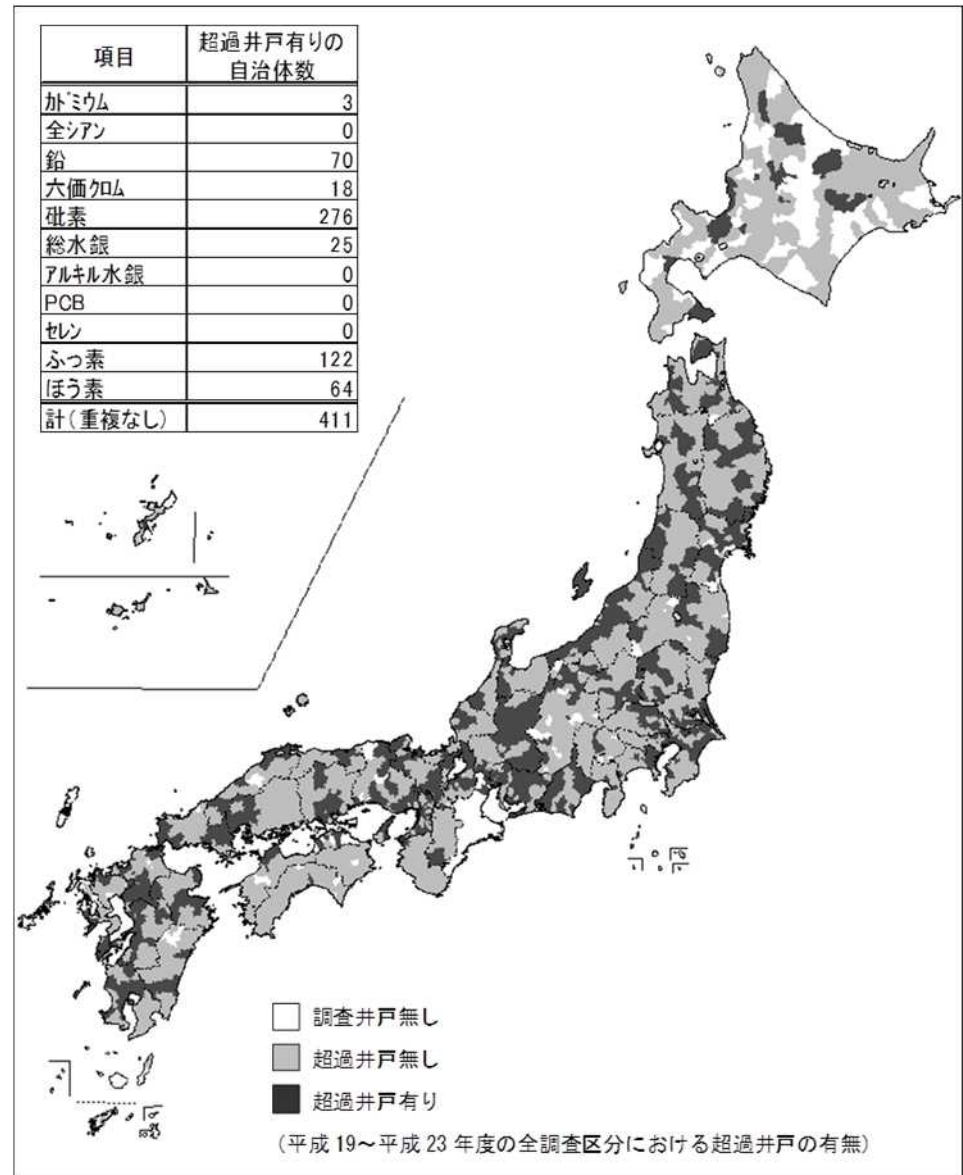 項目 超過井戸有りの
自治体数
ｶﾄﾞﾐｳﾑ 3
全ｼｱﾝ 0
鉛 70
六価ｸﾛﾑ 18
砒素 276
総水銀 25
ｱﾙｷﾙ水銀 0
PCB 0
ｾﾚﾝ 0
ふっ素 122
ほう素 64
計(重複なし) 411
調査井戸無し
超過井戸無し
超過井戸有り
(平成 19～平成 23 年度の全調査区分における超過井戸の有無)